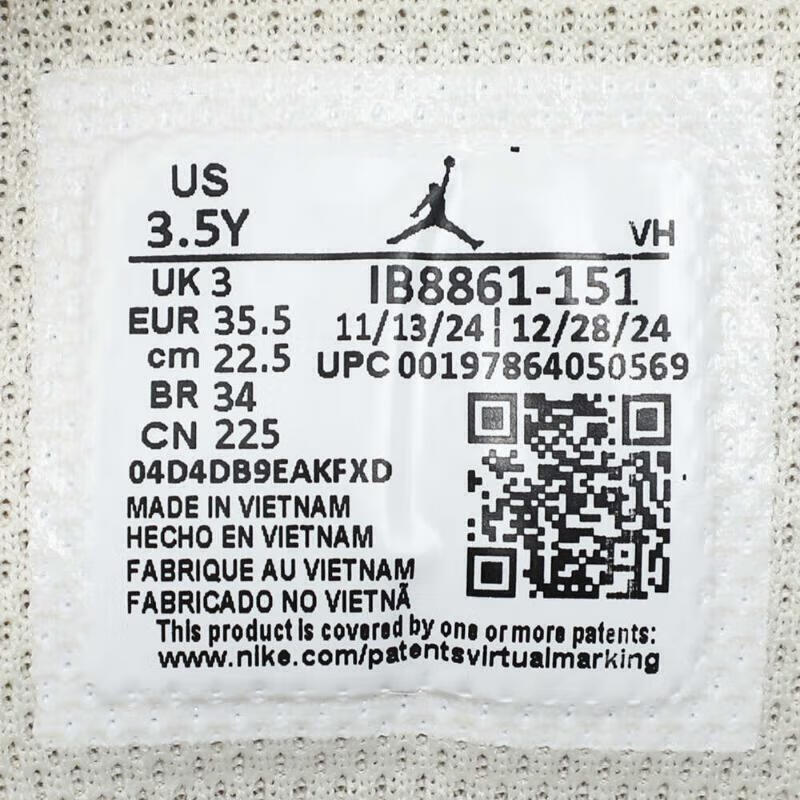 US
3.5Y
VH
UK 3
IB8861-151
EUR 35.5
11/13/24 | 12/28/24
cm 22.5
UPC 00197864050569
BR 34
CN 225
04D4DB9EAKFXD
MADE IN VIETNAM
HECHO EN VIETNAM
FABRIQUE AU VIETNAM
FABRICADO NO VIETNÃ
This product is covered by one or more patents:
www.nike.com/patentsvirtualmarking